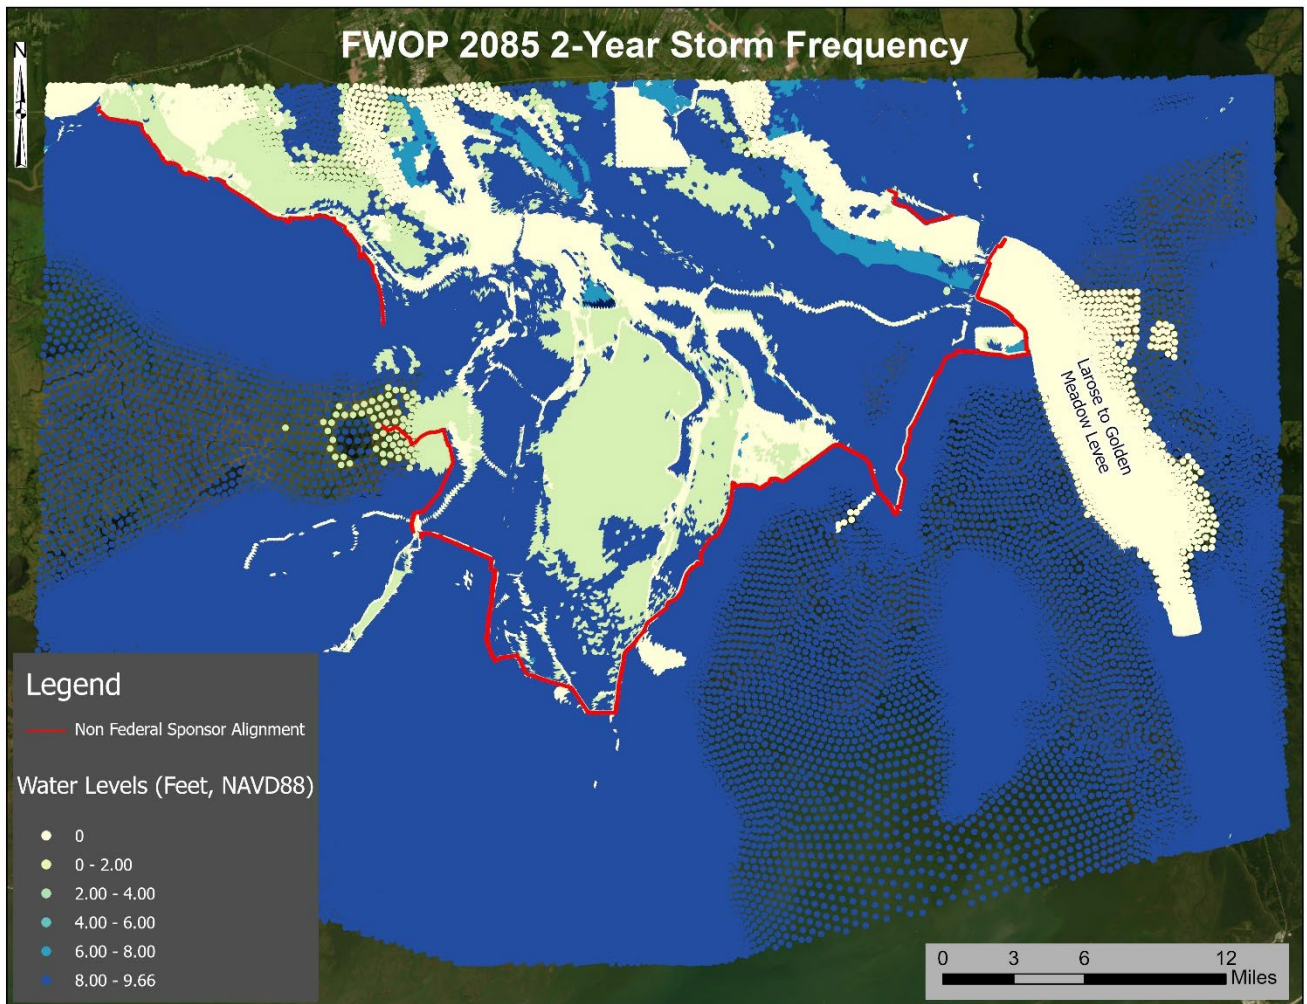 FWOP 2085 2-Year Storm Frequency
N
Larose to Golden
Meadow Levee
Legend
Non Federal Sponsor Alignment
Water Levels (Feet, NAVD88)
0
0 - 2.00
2.00 - 4.00
4.00 - 6.00
6.00 - 8.00
8.00 - 9.66
0 3 6 12
Miles